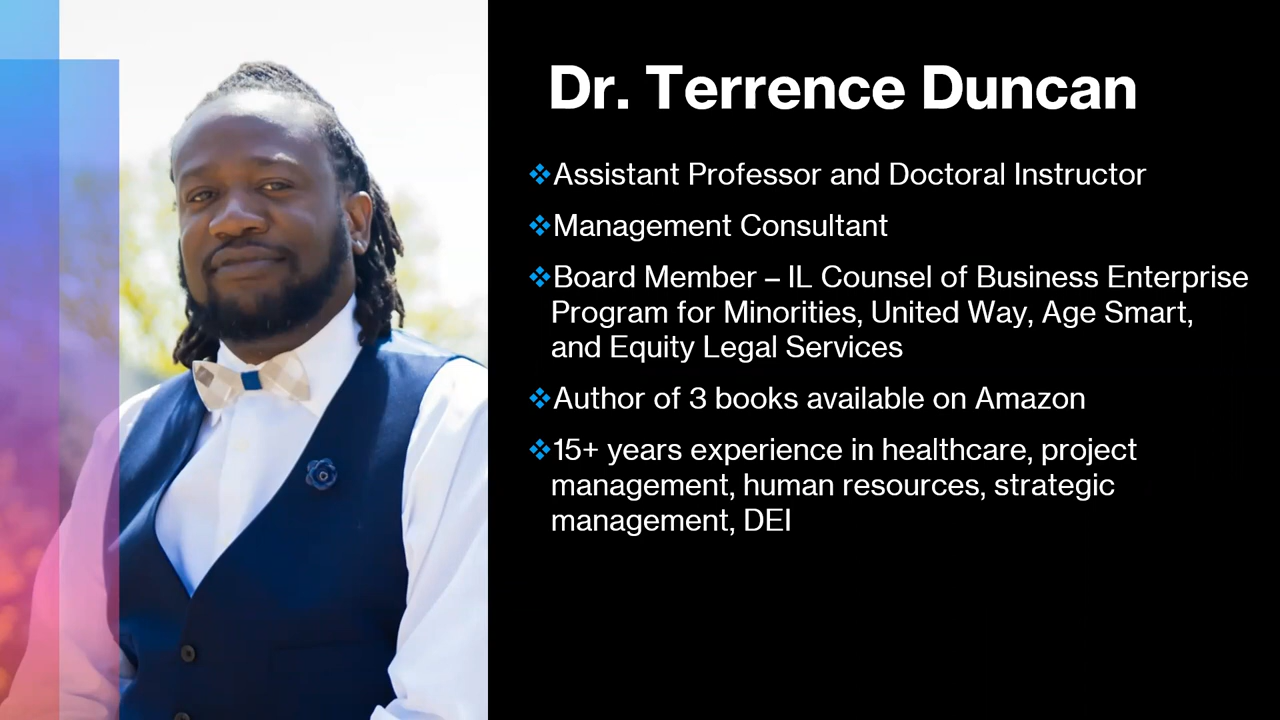 Dr. Terrence Duncan
❖Assistant Professor and Doctoral Instructor
❖Management Consultant
❖Board Member – IL Counsel of Business Enterprise
Program for Minorities, United Way, Age Smart,
and Equity Legal Services
❖Author of 3 books available on Amazon
❖15+ years experience in healthcare, project
management, human resources, strategic
management, DEI